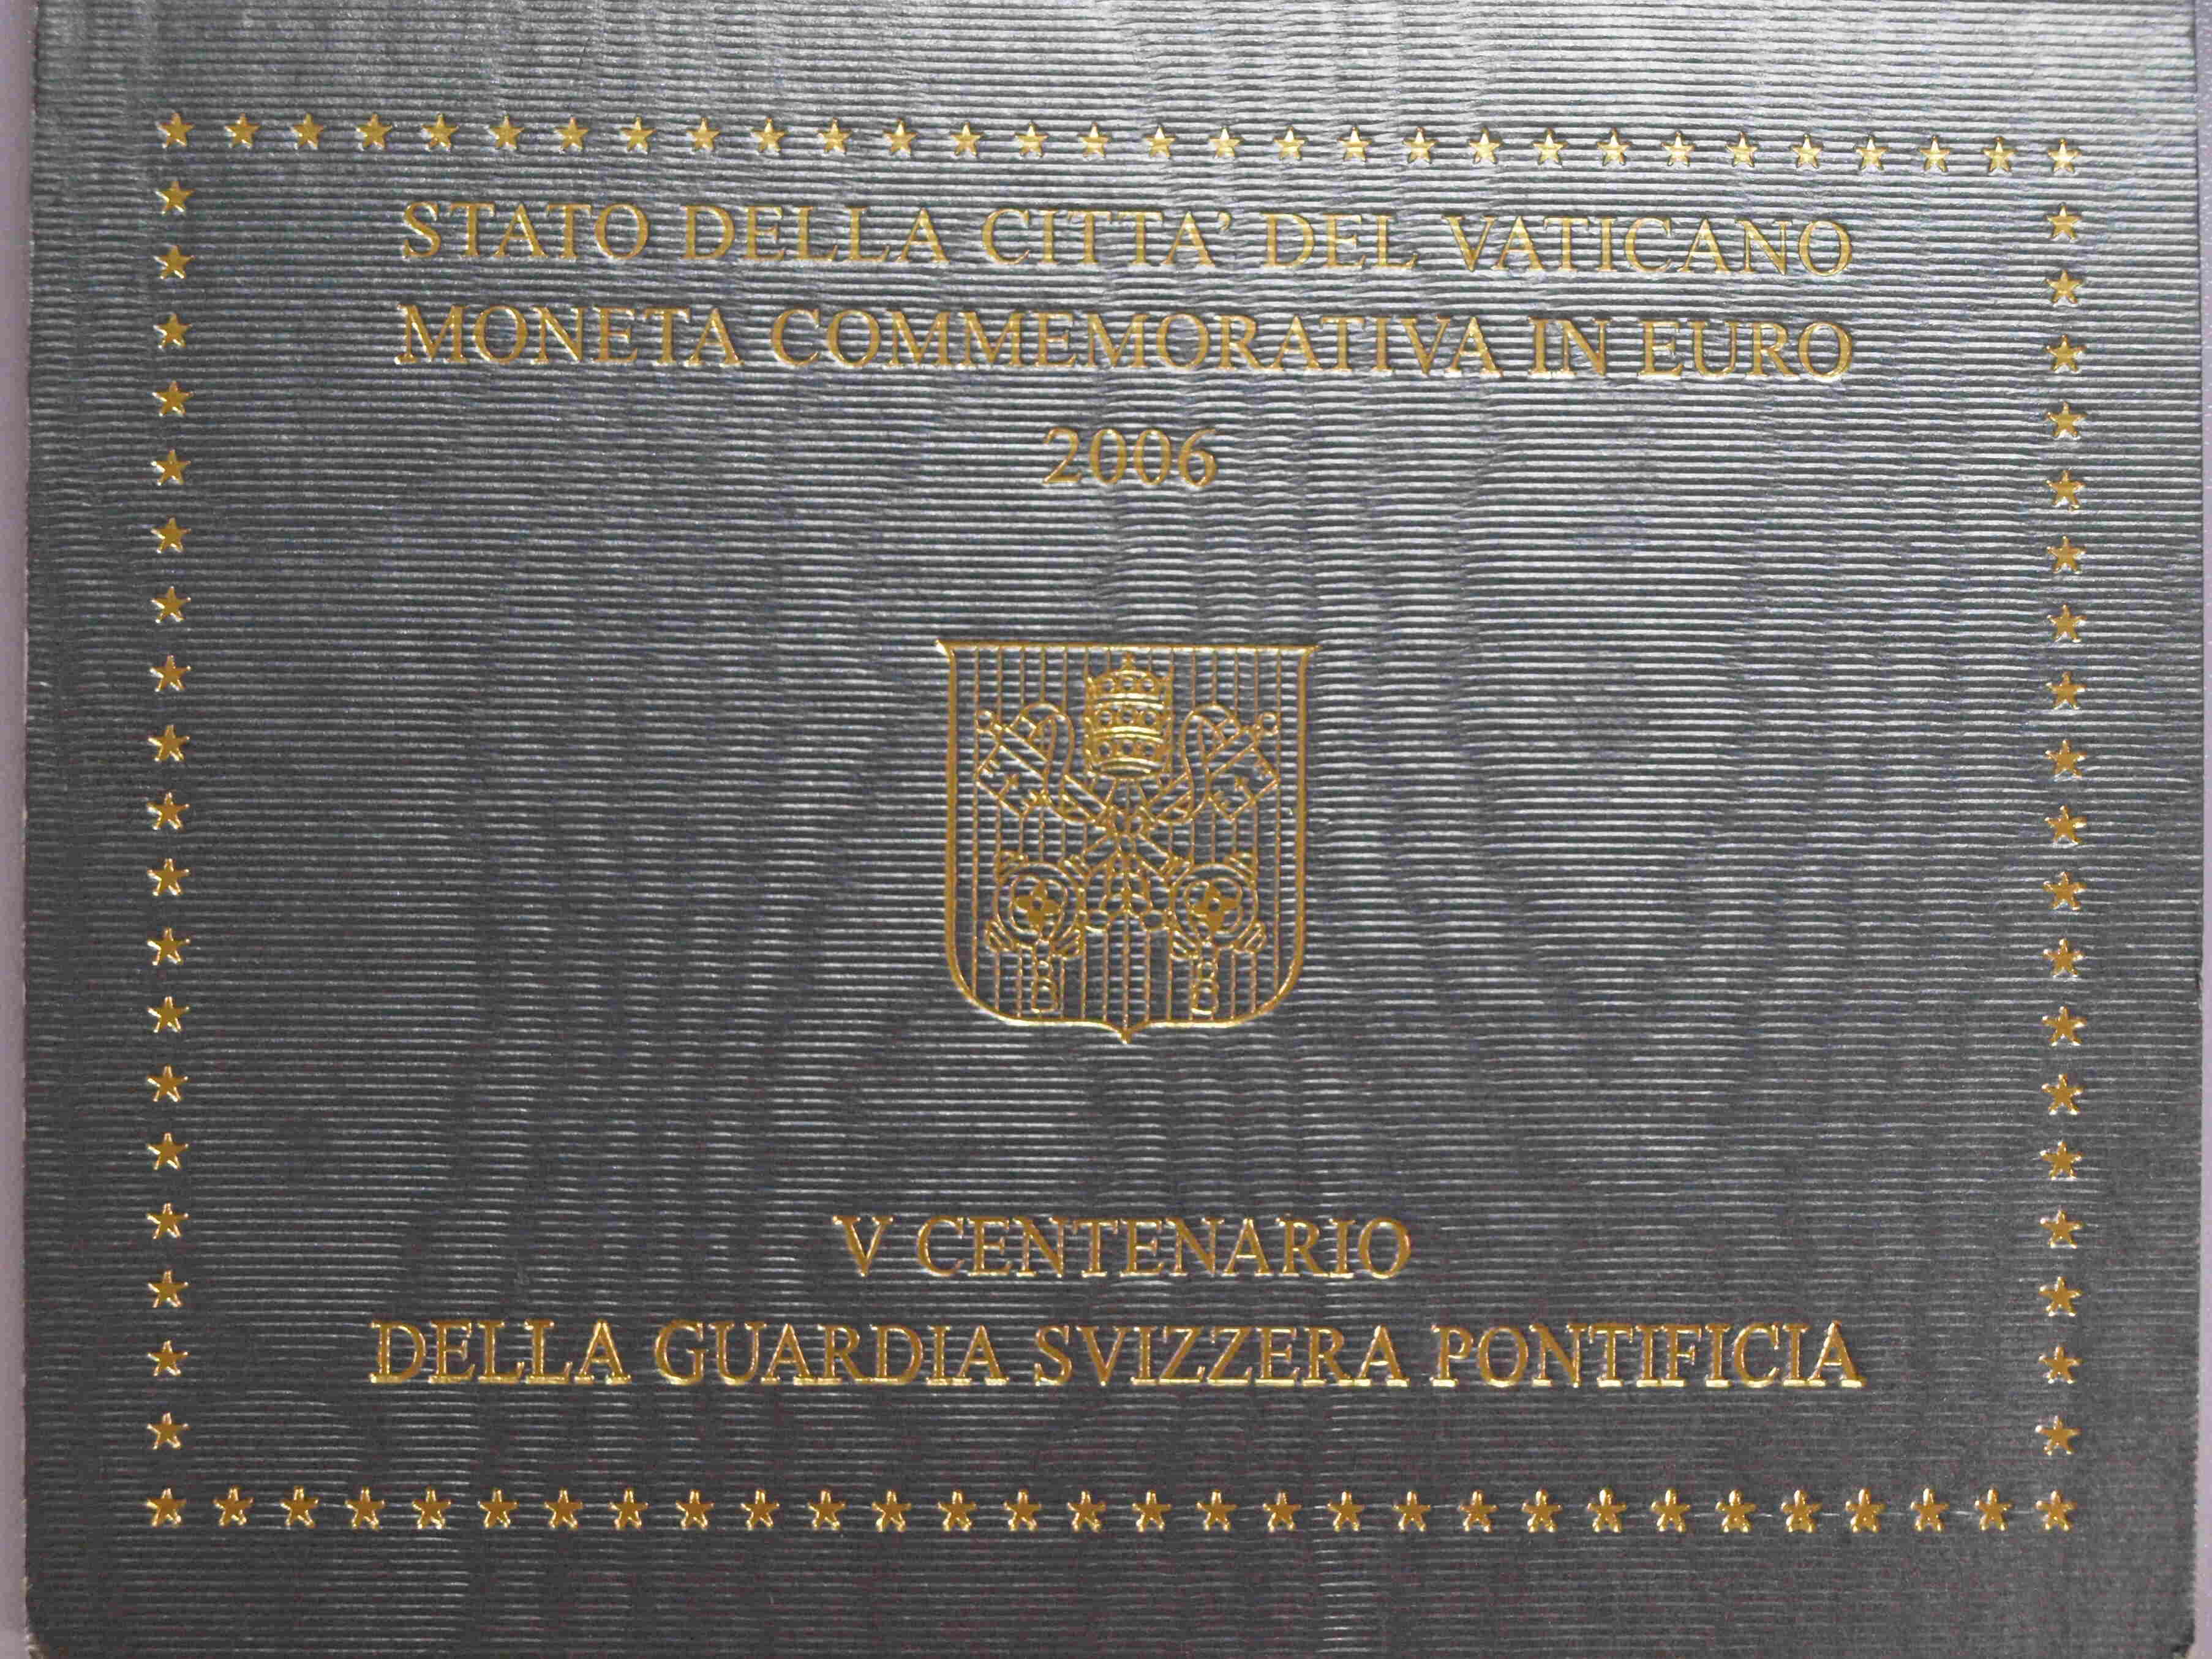 STATO DELLA CITTA' DEL VATICANO
MONETA COMMEMORATIVA IN EURO
2006
V CENTENARIO
DELLA GUARDIA SVIZZERA PONTIFICIA